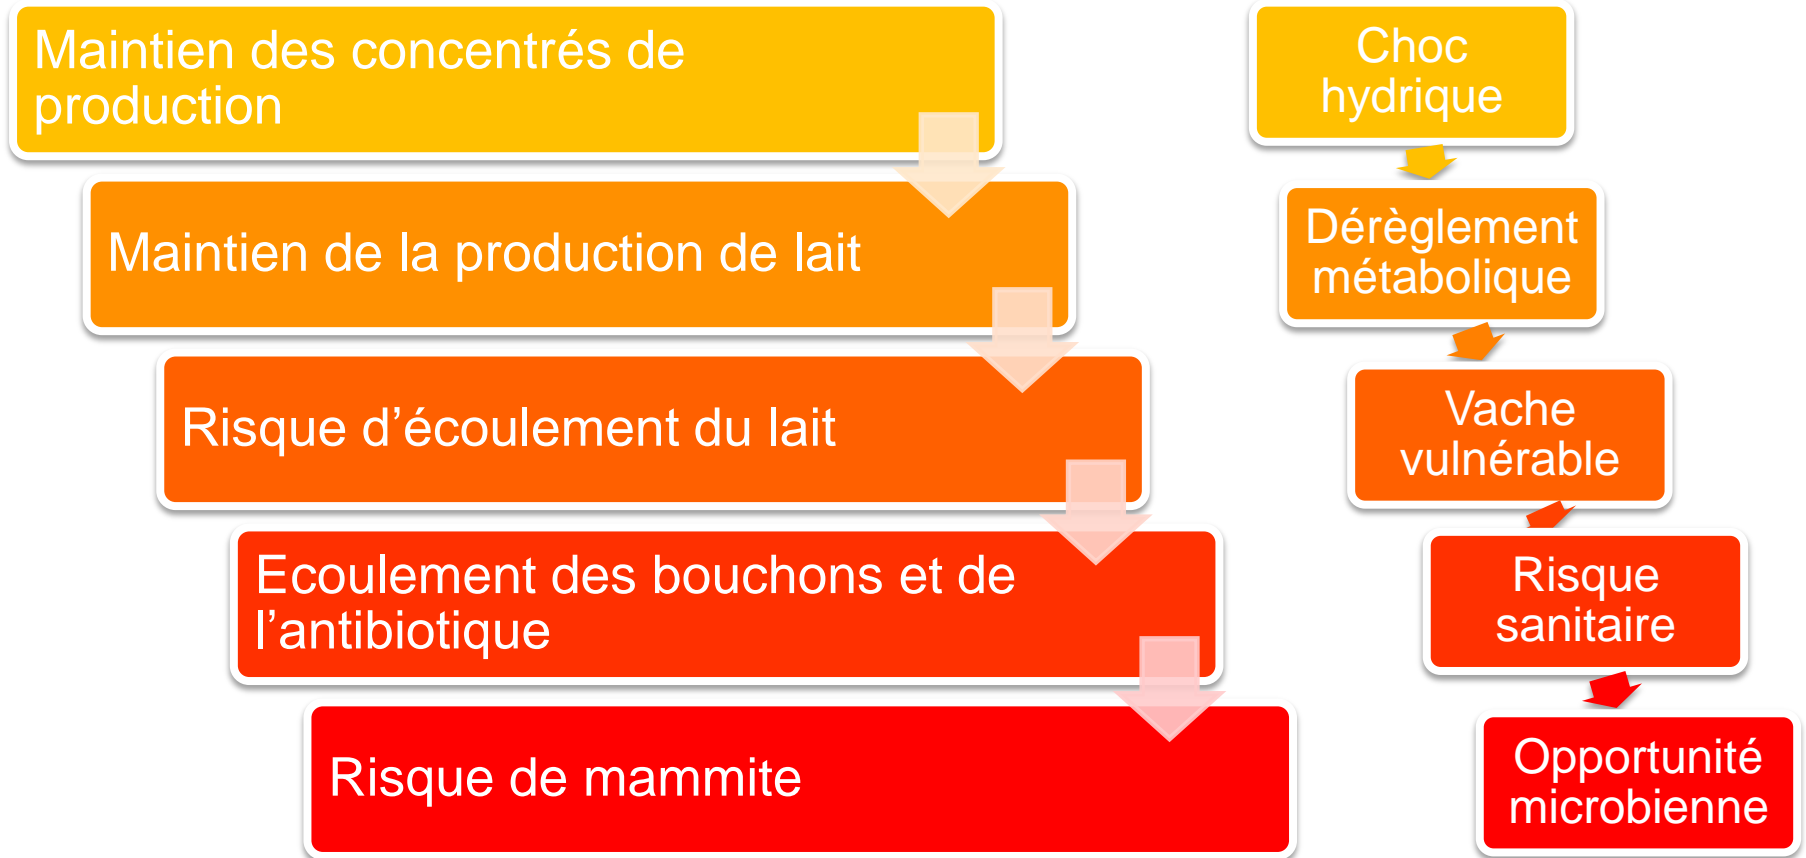 Maintien des concentrés de
production
Maintien de la production de lait
Risque d’écoulement du lait
Ecoulement des bouchons et de
l’antibiotique
Risque de mammite
Choc
hydrique
Dérèglement
métabolique
Vache
vulnérable
Risque
sanitaire
Opportunité
microbienne